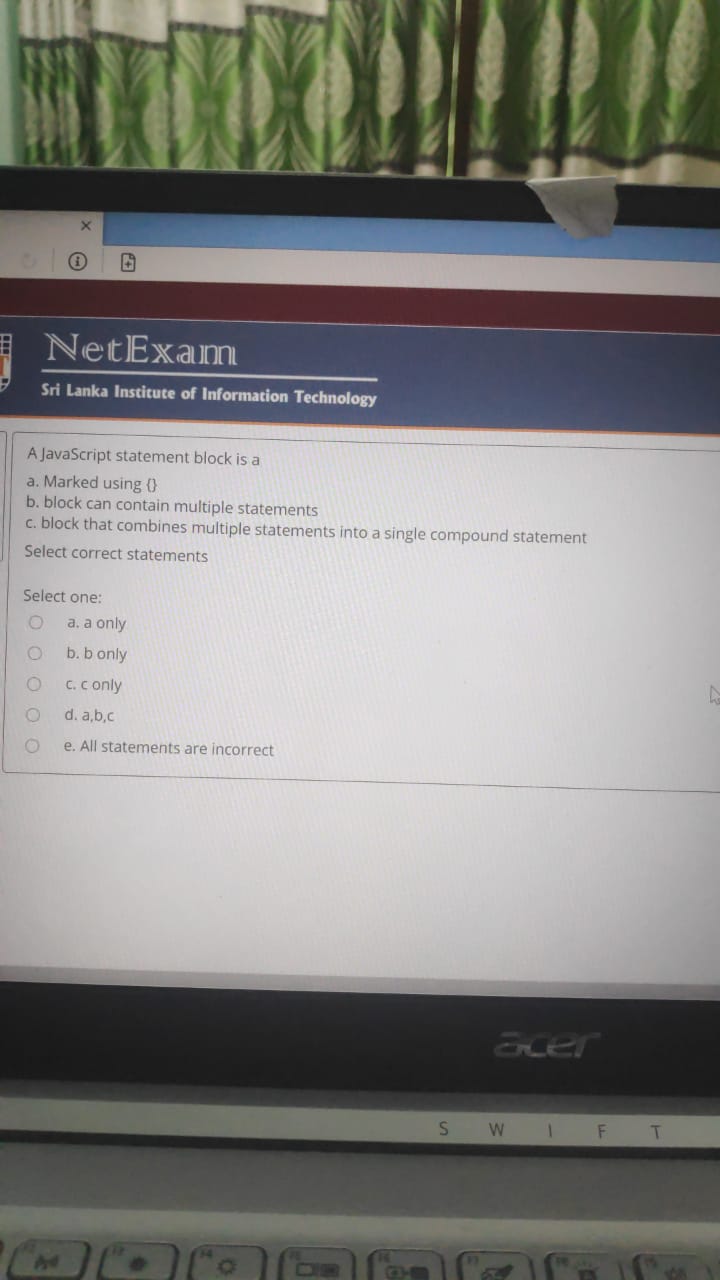 NetExam
Sri Lanka Institute of Information Technology
A JavaScript statement block is a
a. Marked using {}
b. block can contain multiple statements
c. block that combines multiple statements into a single compound statement
Select correct statements
Select one:
a. a only
b. b only
c. c only
d. a,b,c
e. All statements are incorrect
acer
SWIFT